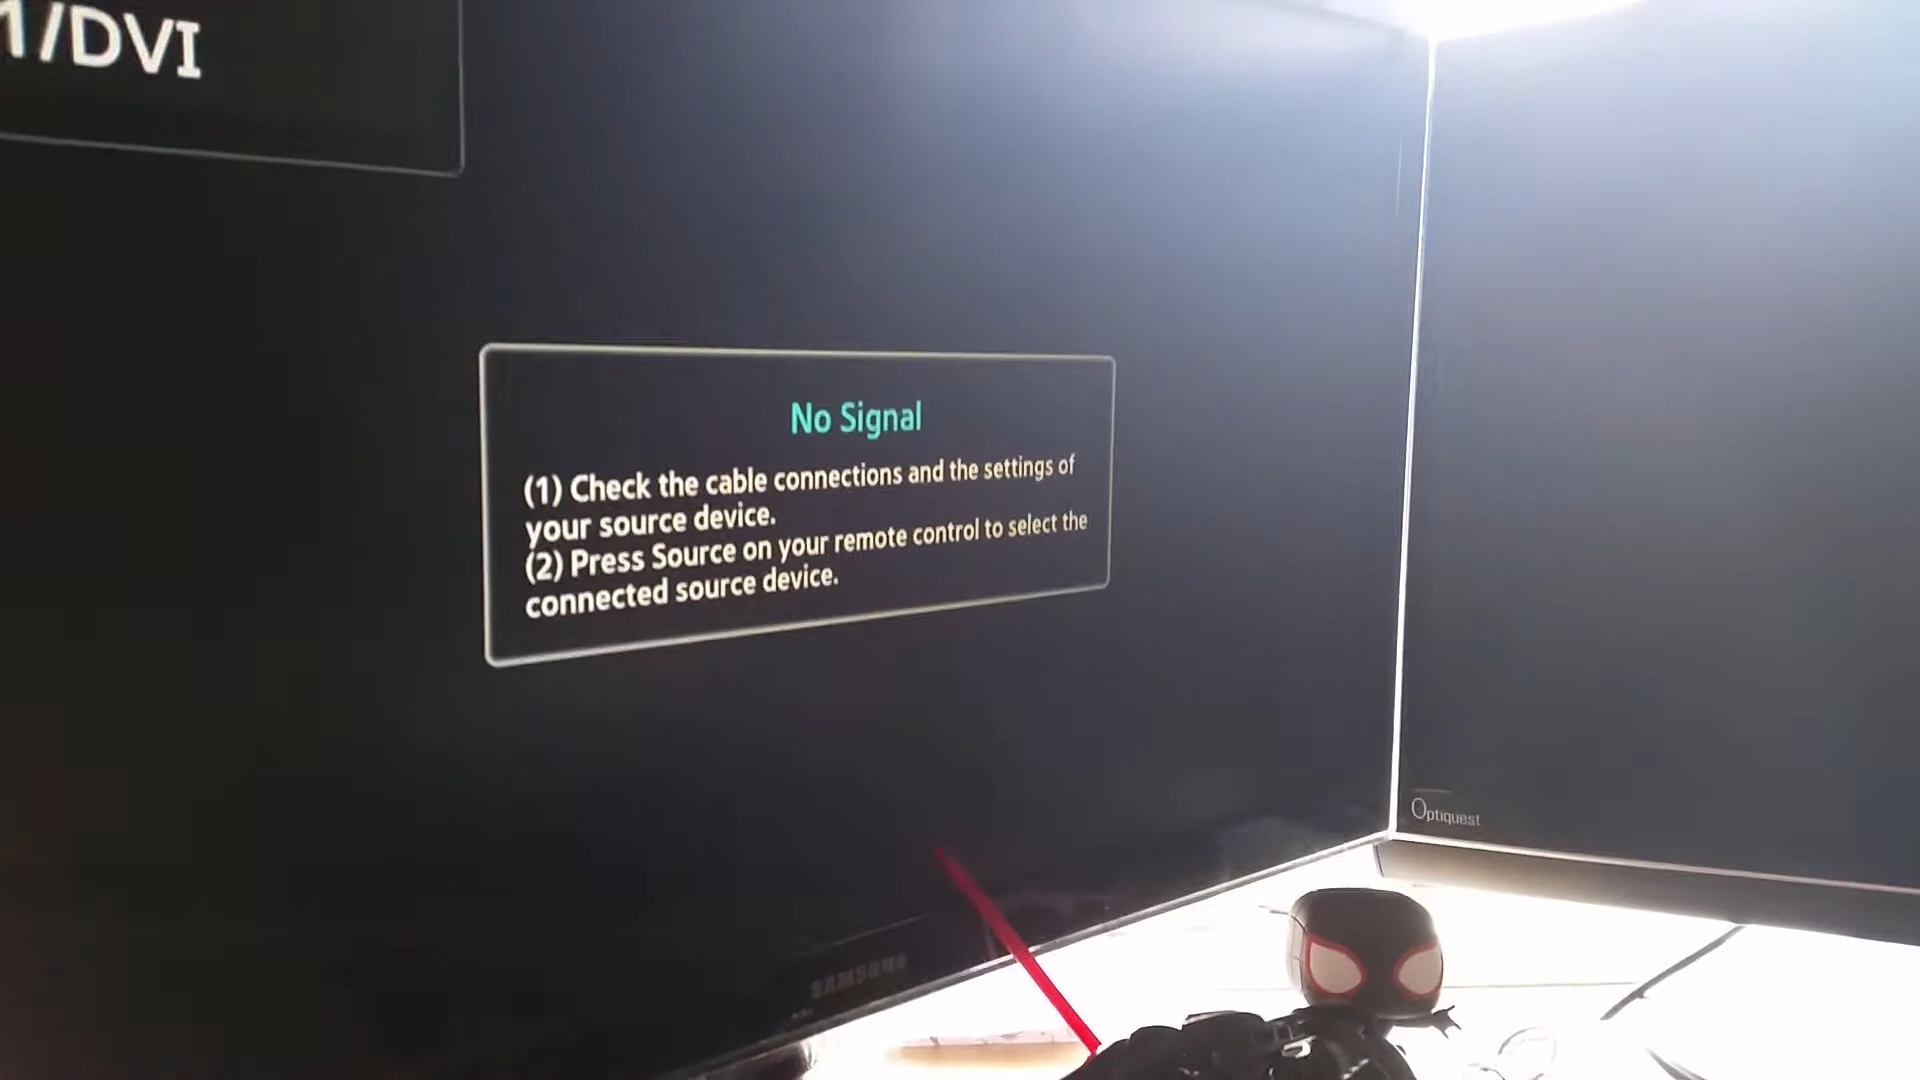 1/DVI
No Signal
(1) Check the cable connections and the settings of
your source device.
(2) Press Source on your remote control to select the
connected source device.
SAMSUNG
Optiquest